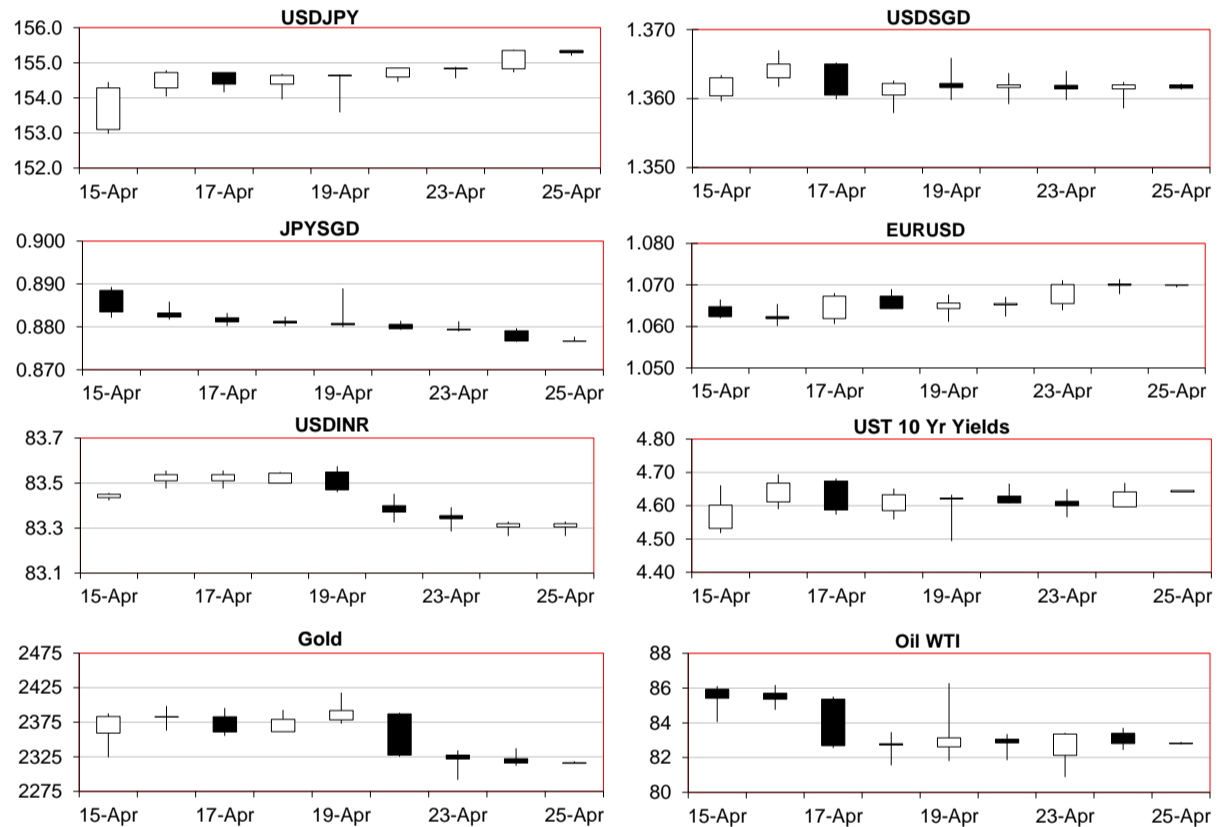 USDJPY
156.0
155.0
154.0
153.0
152.0
15-Apr 17-Apr 19-Apr 23-Apr 25-Apr
USDSGD
1.370
1.360
1.350
15-Apr 17-Apr 19-Apr 23-Apr 25-Apr
JPYSGD
0.900
0.890
0.880
0.870
15-Apr 17-Apr 19-Apr 23-Apr 25-Apr
EURUSD
1.080
1.070
1.060
1.050
15-Apr 17-Apr 19-Apr 23-Apr 25-Apr
USDINR
83.7
83.5
83.3
83.1
15-Apr 17-Apr 19-Apr 23-Apr 25-Apr
UST 10 Yr Yields
4.80
4.70
4.60
4.50
4.40
15-Apr 17-Apr 19-Apr 23-Apr 25-Apr
Gold
2475
2425
2375
2325
2275
15-Apr 17-Apr 19-Apr 23-Apr 25-Apr
Oil WTI
88
86
84
82
80
15-Apr 17-Apr 19-Apr 23-Apr 25-Apr